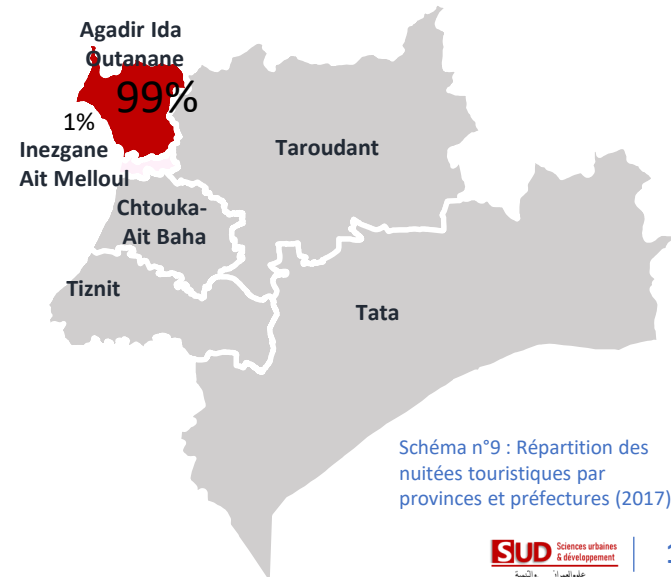 Agadir Ida
Outanane
99%
1%
Inezgane
Ait Melloul
Taroudant
Chtouka-
Ait Baha
Tiznit
Tata
Schéma n°9 : Répartition des
nuitées touristiques par
provinces et préfectures (2017)
SUD Sciences urbaines
& développement